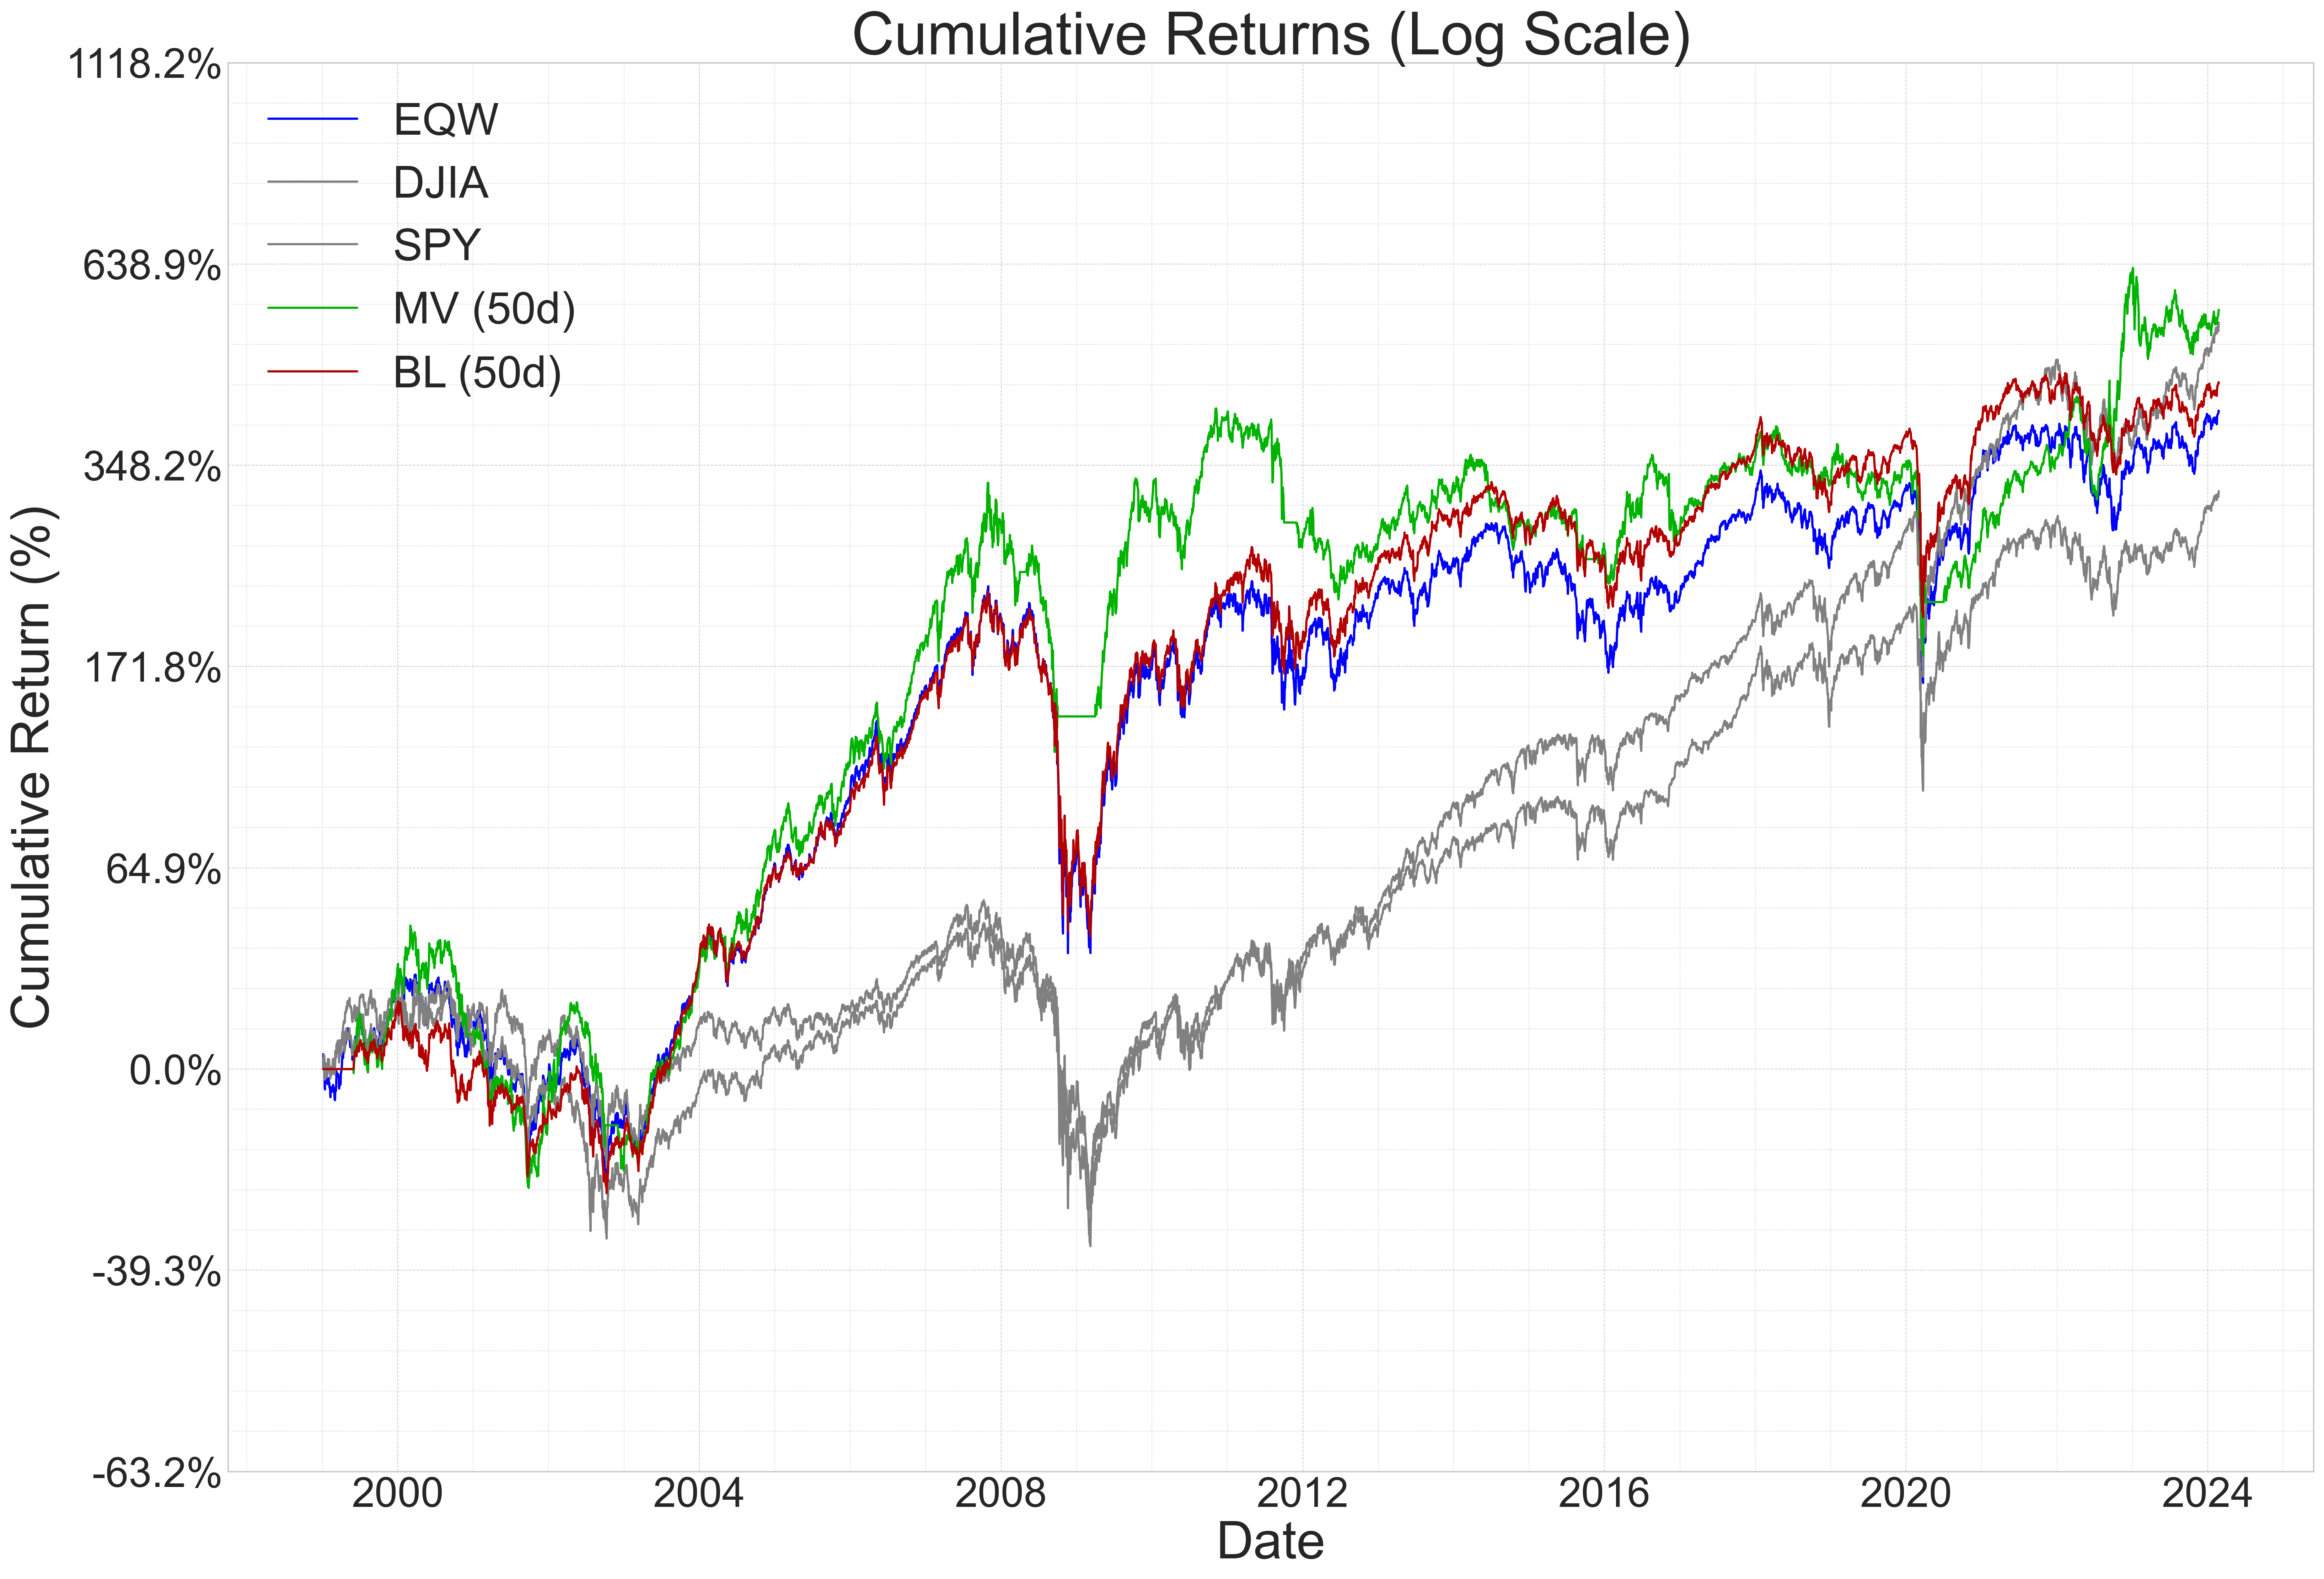 Cumulative Returns (Log Scale)
1118.2%
638.9%
348.2%
171.8%
64.9%
0.0%
-39.3%
-63.2%
Cumulative Return (%)
EQW
DJIA
SPY
MV (50d)
BL (50d)
2000 2004 2008 2012 2016 2020 2024
Date